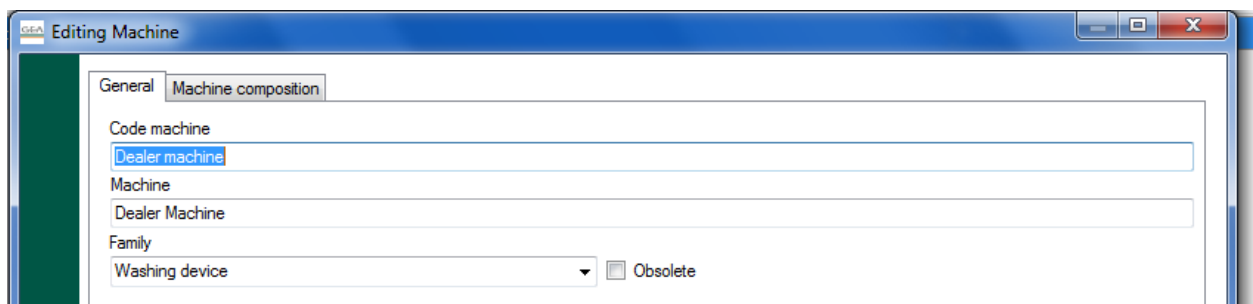 GEA Editing Machine
General Machine composition
Code machine
Dealer machine
Machine
Dealer Machine
Family
Washing device Obsolete